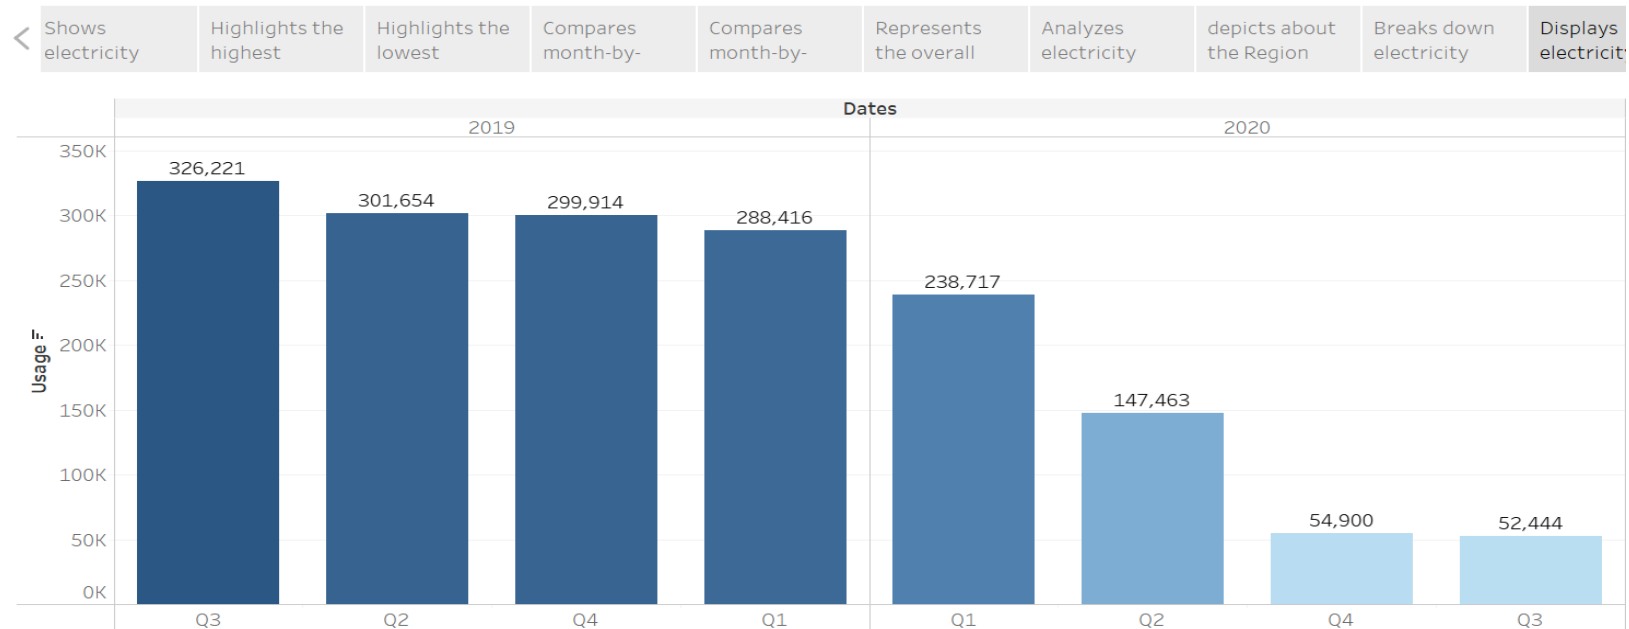 Shows
electricity
Highlights the
highest
Highlights the
lowest
Compares
month-by-
Compares
month-by-
Represents
the overall
Analyzes
electricity
depicts about
the Region
Breaks down
electricity
Displays
electricity
Dates
2019
2020
Usage
350K
300K
250K
200K
150K
100K
50K
0K
326,221
301,654
299,914
288,416
238,717
147,463
54,900
52,444
Q3
Q2
Q4
Q1
Q1
Q2
Q4
Q3